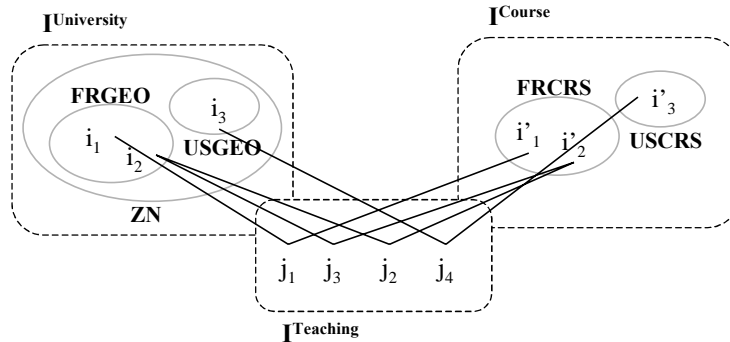 I^University
I^Course
FRGEO
i₃
FRCRS
i'₃
i₁
i₂
USGEO
i'₁
i'₂
USCRS
ZN
j₁ j₃ j₂ j₄
I^Teaching